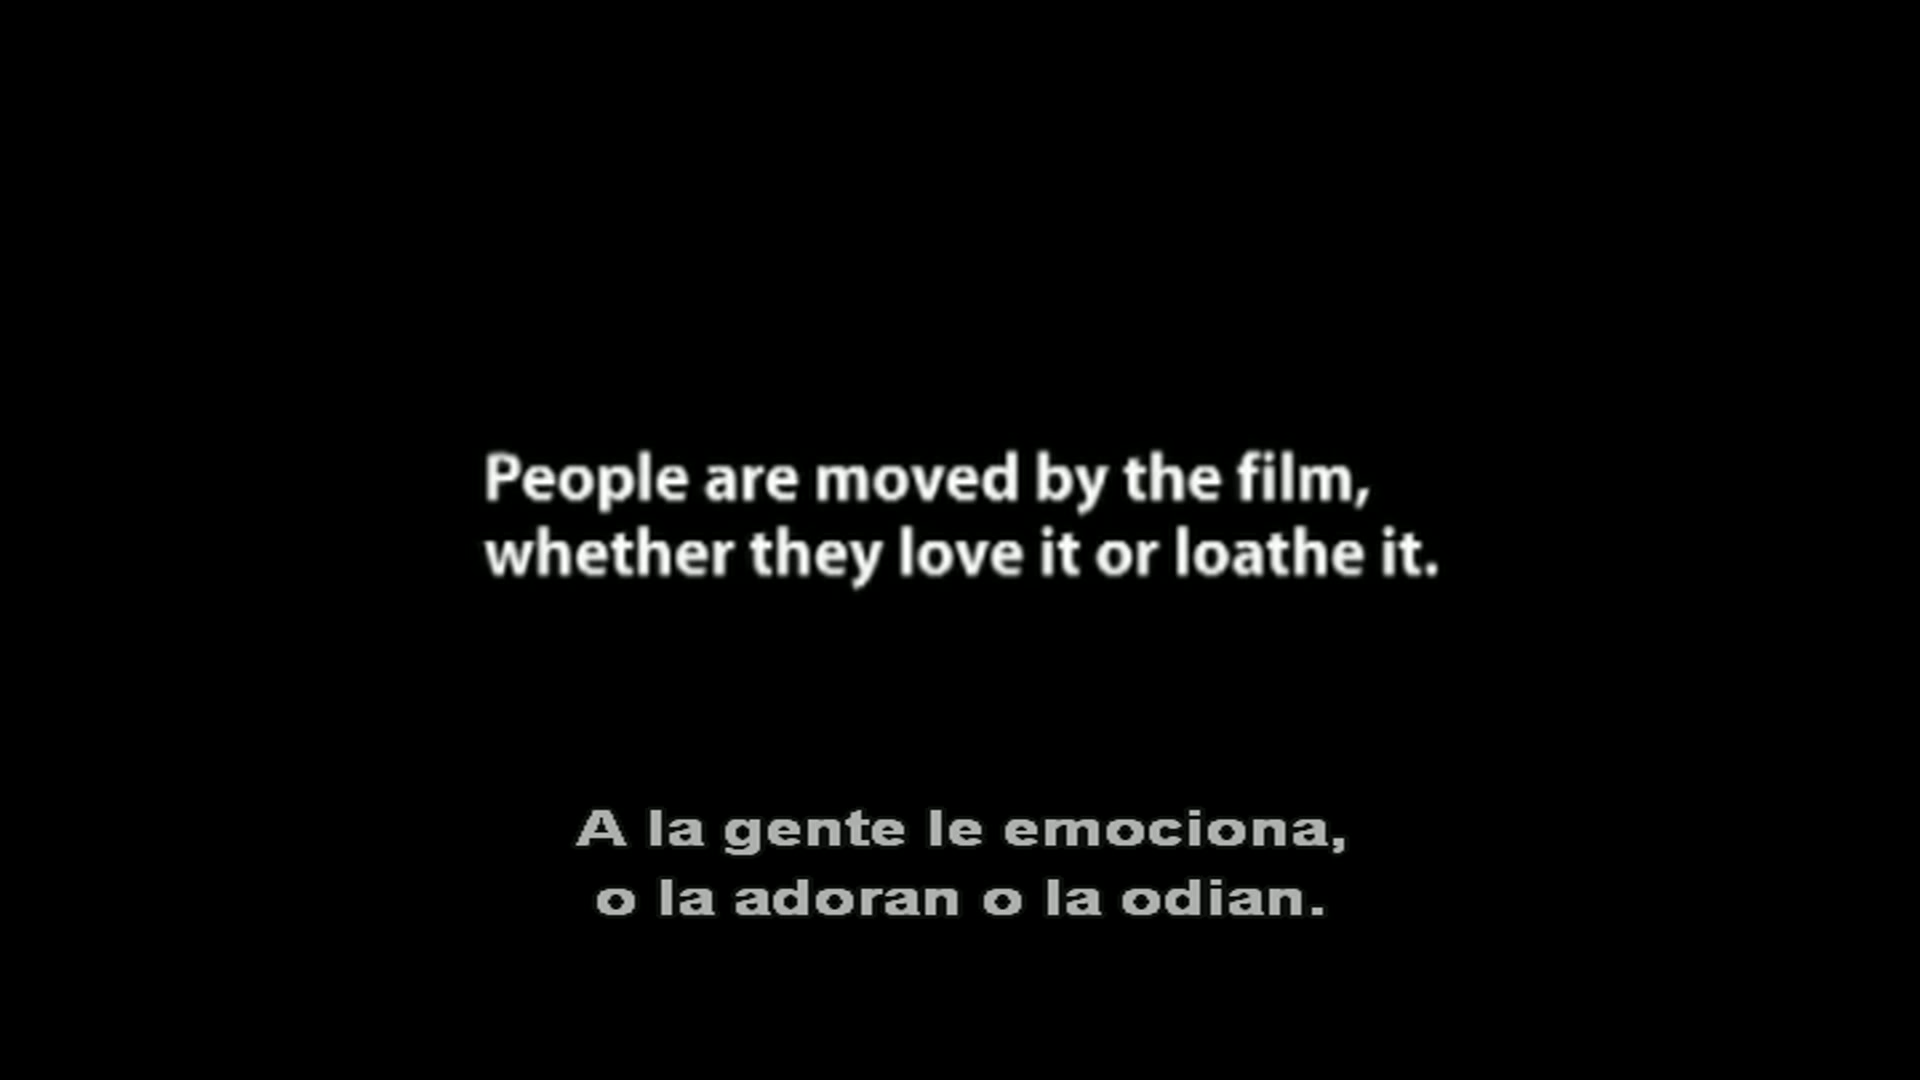 People are moved by the film,
whether they love it or loathe it.
A la gente le emociona,
o la adoran o la odian.